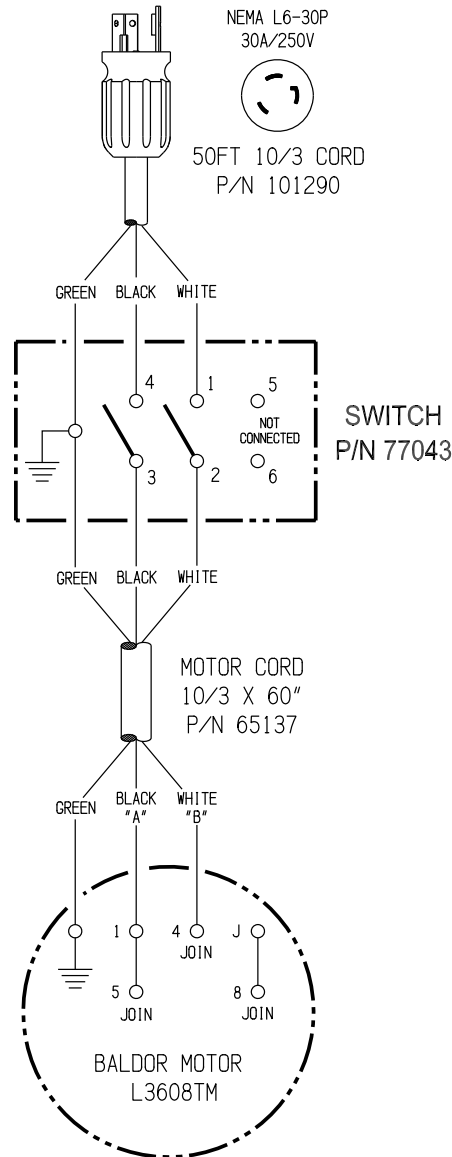 NEMA L6-30P
30A/250V
50FT 10/3 CORD
P/N 101290
GREEN BLACK WHITE
4 1 5
NOT
CONNECTED
3 2 6
SWITCH
P/N 77043
GREEN BLACK WHITE
MOTOR CORD
10/3 X 60"
P/N 65137
GREEN BLACK WHITE
"A" "B"
1 4 J
JOIN
5 8
JOIN JOIN
BALDOR MOTOR
L3608TM